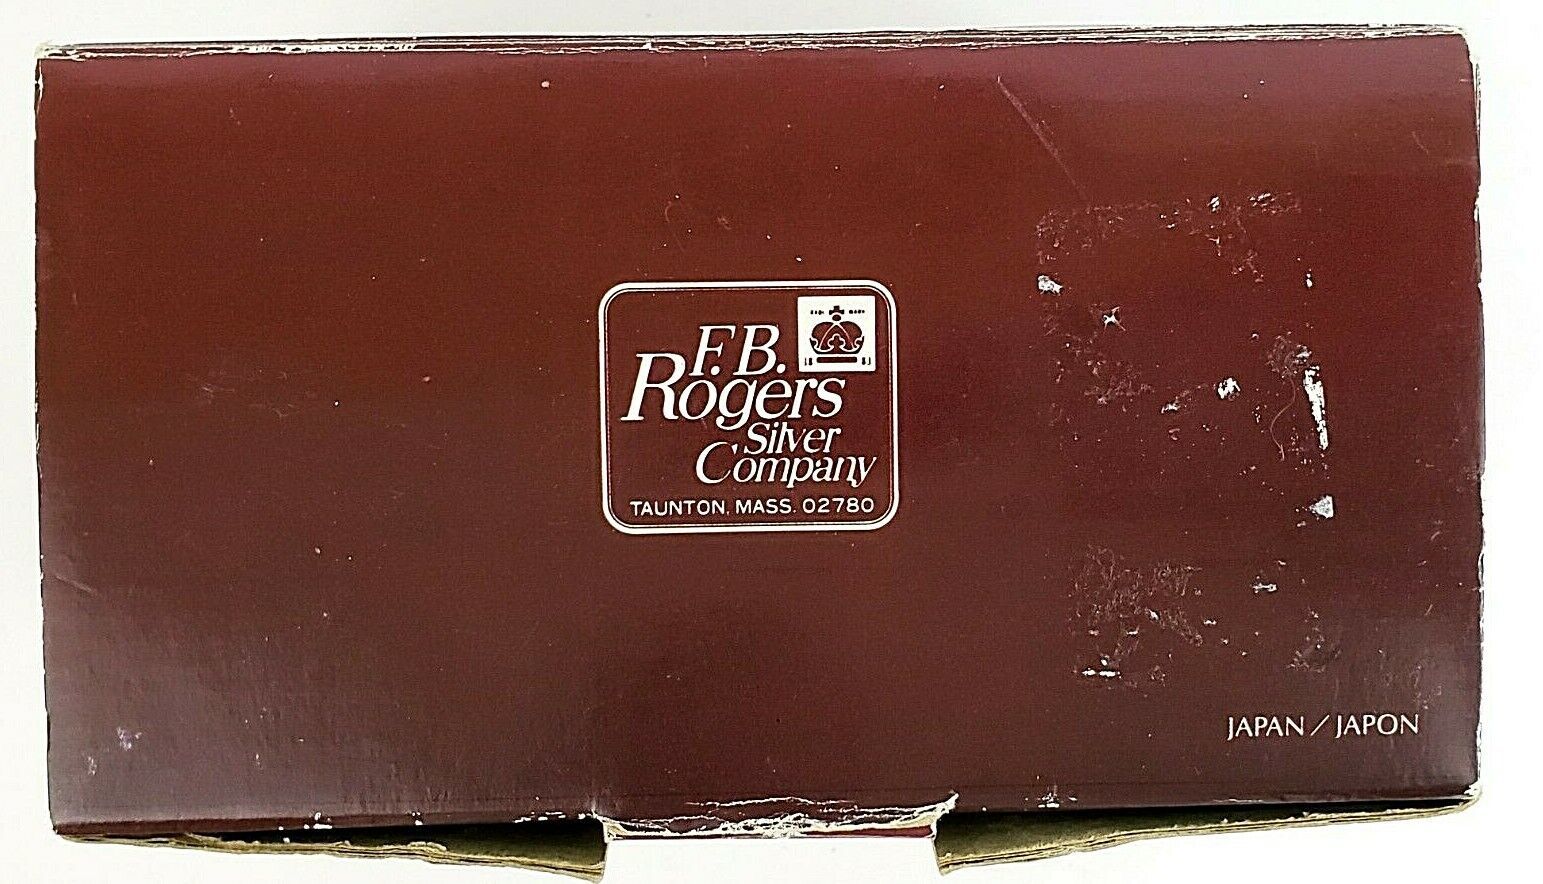 F.B.
Rogers
Silver
Company
TAUNTON, MASS. 02780
JAPAN / JAPON